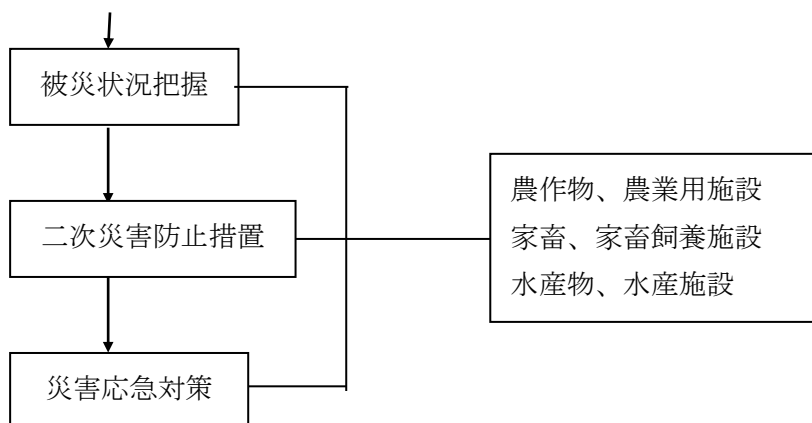 被災状況把握
二次災害防止措置
農作物、農業用施設
家畜、家畜飼養施設
水産物、水産施設
災害応急対策